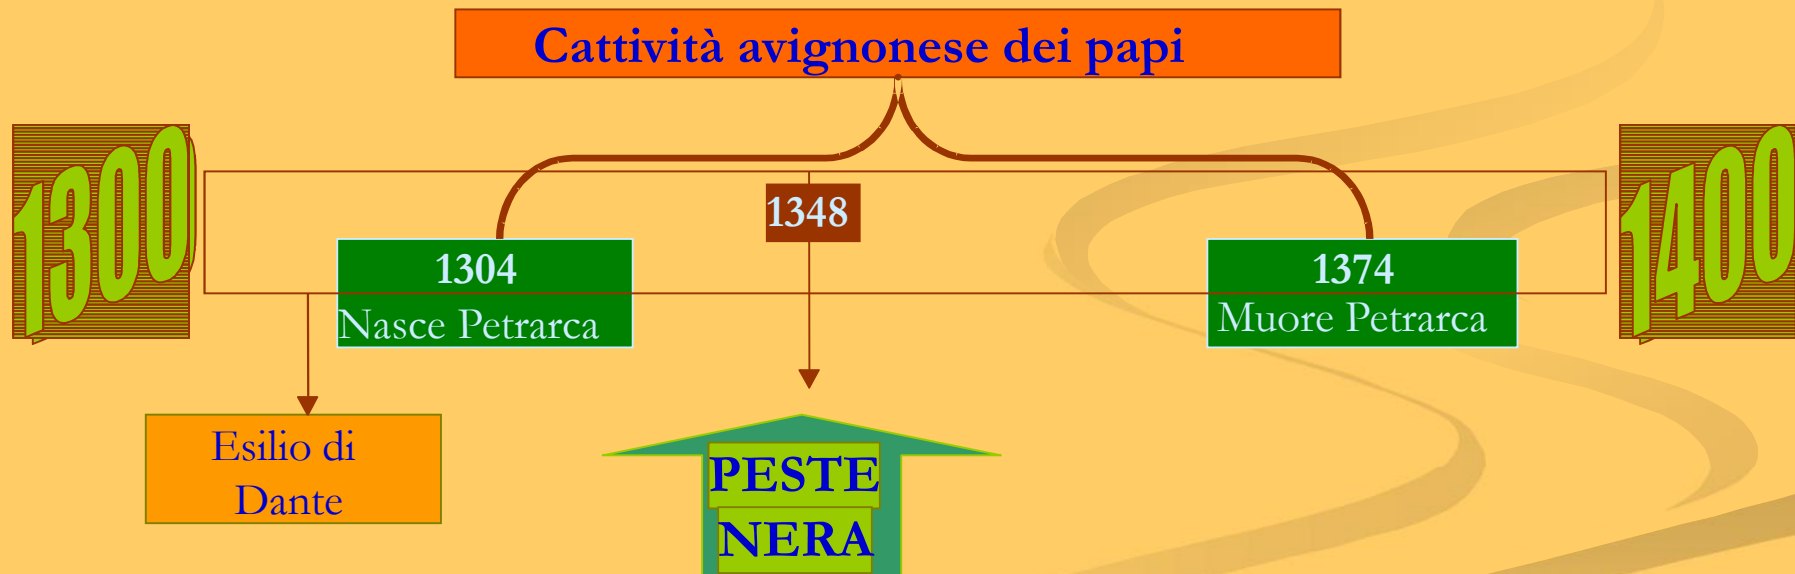 Cattività avignonese dei papi
1300
1400
1348
1304
Nasce Petrarca
1374
Muore Petrarca
Esilio di
Dante
PESTE
NERA